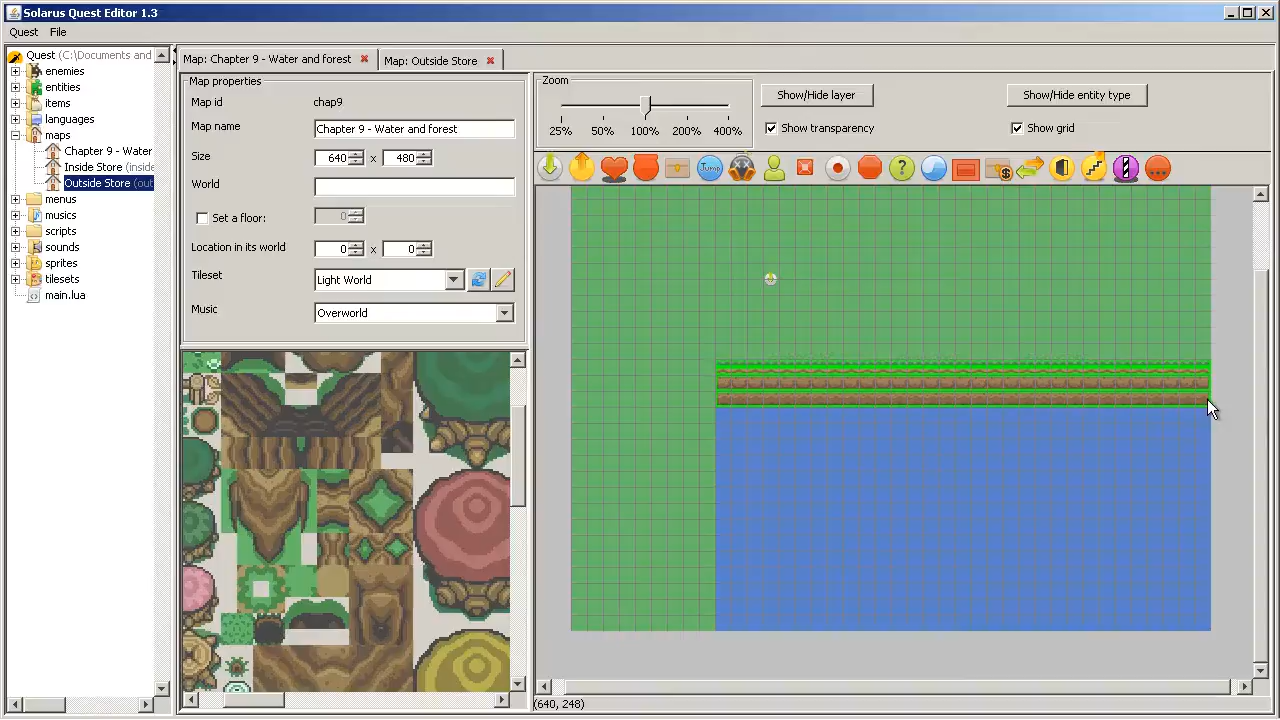 Solarus Quest Editor 1.3
Quest File
Quest (C:\Documents and
enemies
entities
items
languages
maps
Chapter 9 - Water
Inside Store (inside
Outside Store (out
menus
musics
scripts
sounds
sprites
tilesets
main.lua
Map: Chapter 9 - Water and forest
Map: Outside Store
Map properties
Map id chap9
Map name Chapter 9 - Water and forest
Size 640 x 480
World
Set a floor: 0
Location in its world 0 x 0
Tileset Light World
Music Overworld
Zoom
25% 50% 100% 200% 400%
Show/Hide layer
Show transparency
Show/Hide entity type
Show grid
Jump
?
$
...
(640, 248)